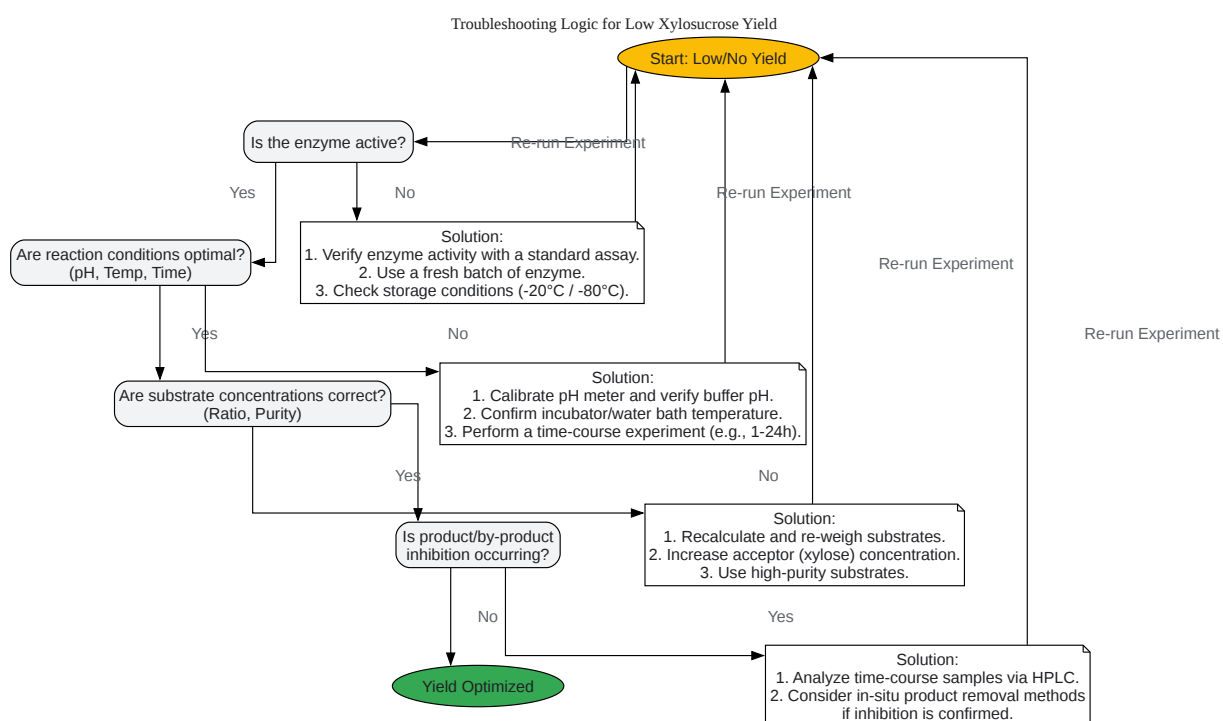 Troubleshooting Logic for Low Xylosucrose Yield
Start: Low/No Yield
Is the enzyme active?
Re-run Experiment
Yes
No
Re-run Experiment
Solution:
1. Verify enzyme activity with a standard assay.
2. Use a fresh batch of enzyme.
3. Check storage conditions (-20°C / -80°C).
Are reaction conditions optimal?
(pH, Temp, Time)
Re-run Experiment
Yes
No
Re-run Experiment
Solution:
1. Calibrate pH meter and verify buffer pH.
2. Confirm incubator/water bath temperature.
3. Perform a time-course experiment (e.g., 1-24h).
Are substrate concentrations correct?
(Ratio, Purity)
Yes
No
Solution:
1. Recalculate and re-weigh substrates.
2. Increase acceptor (xylose) concentration.
3. Use high-purity substrates.
Is product/by-product
inhibition occurring?
No
Yes
Yield Optimized
Solution:
1. Analyze time-course samples via HPLC.
2. Consider in-situ product removal methods
if inhibition is confirmed.